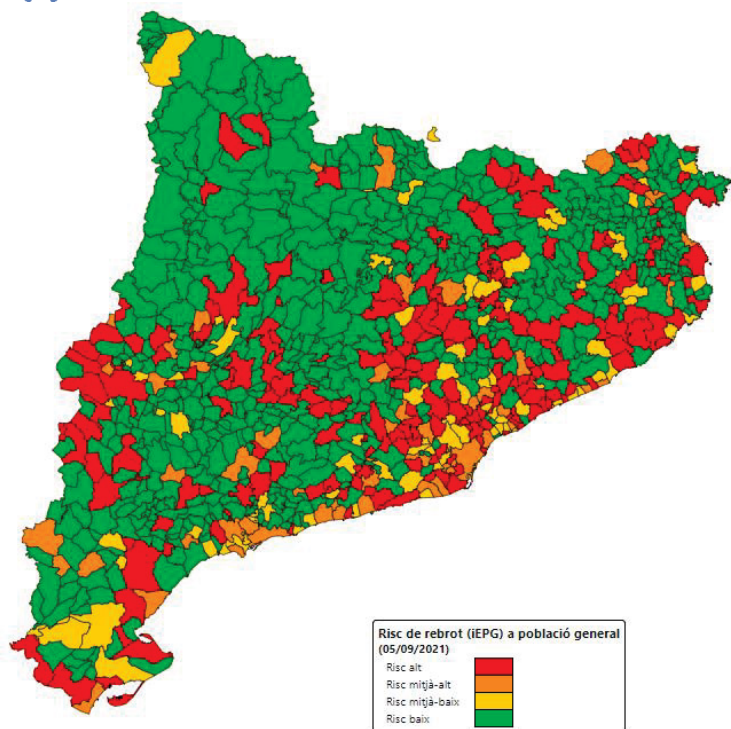 Risc de rebrot (iEPG) a població general
(05/09/2021)
Risc alt
Risc mitjà-alt
Risc mitjà-baix
Risc baix